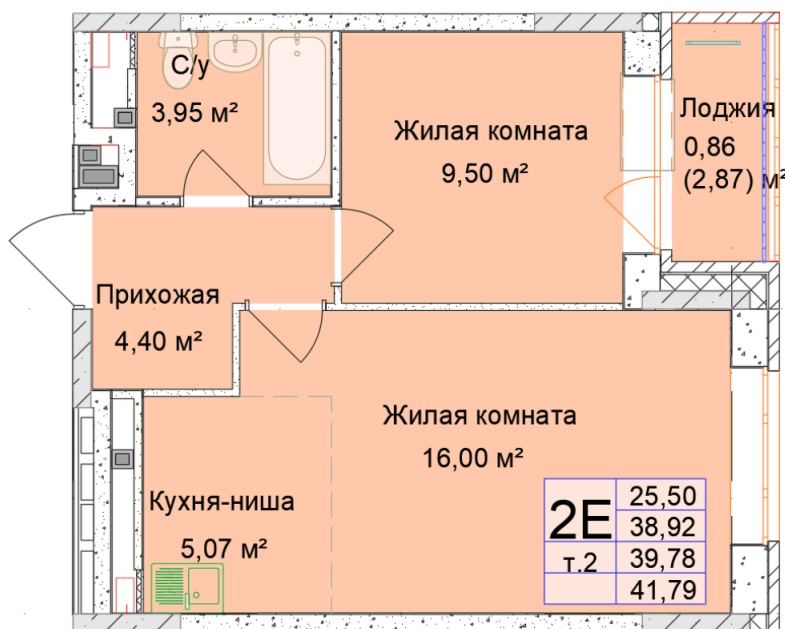 С/у
3,95 м²
Жилая комната
9,50 м²
Лоджия
0,86
(2,87) м²
Прихожая
4,40 м²
Жилая комната
16,00 м²
Кухня-ниша
5,07 м²
2Е
т.2
25,50
38,92
39,78
41,79